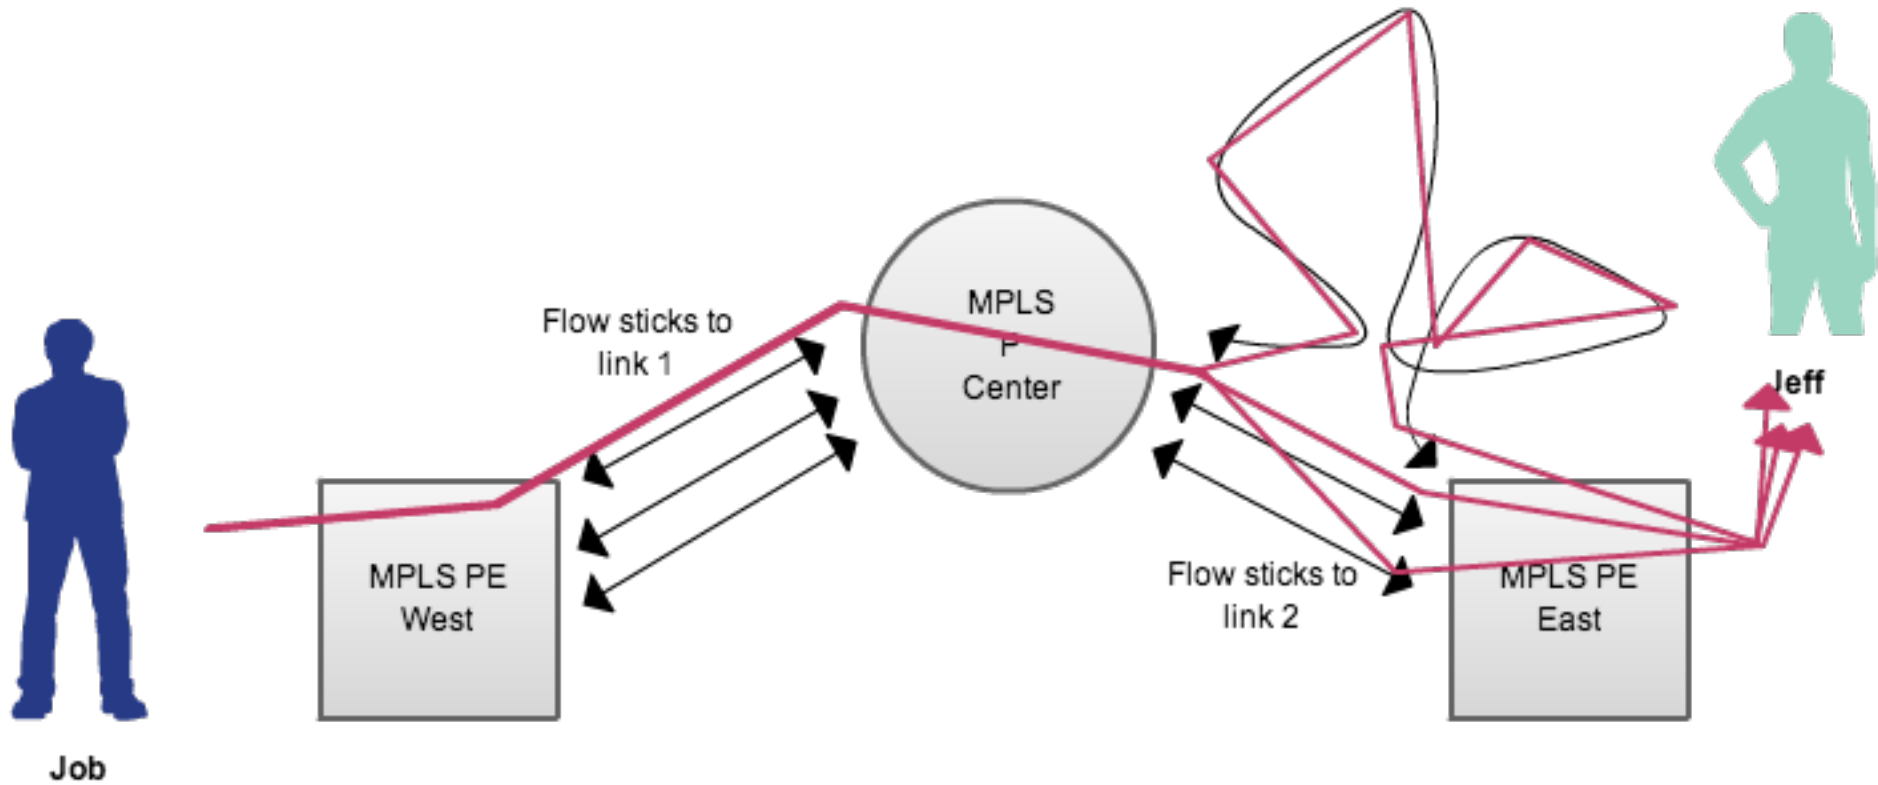 Flow sticks to
link 1
MPLS
P
Center
Jeff
MPLS PE
West
Flow sticks to
link 2
MPLS PE
East
Job